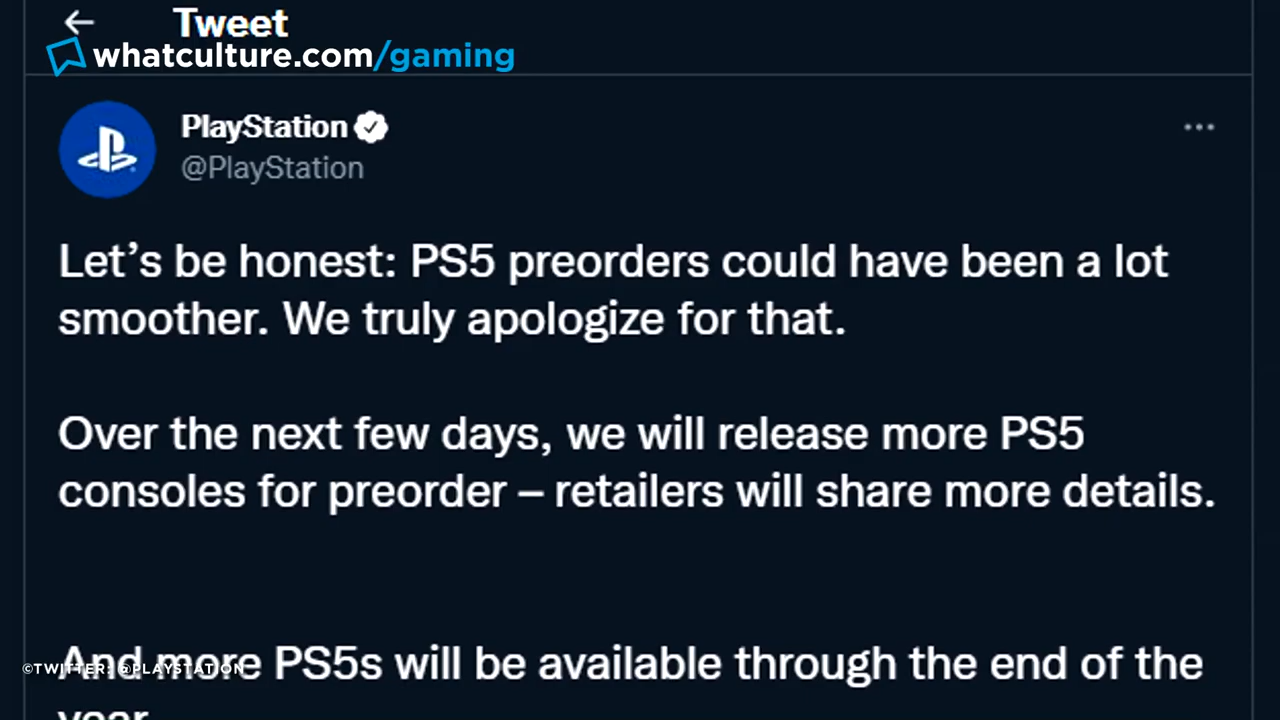 Tweet
whatculture.com/gaming
PlayStation
@PlayStation
Let’s be honest: PS5 preorders could have been a lot
smoother. We truly apologize for that.
Over the next few days, we will release more PS5
consoles for preorder – retailers will share more details.
And more PS5s will be available through the end of the
©TWITTER: @PLAYSTATION
year.